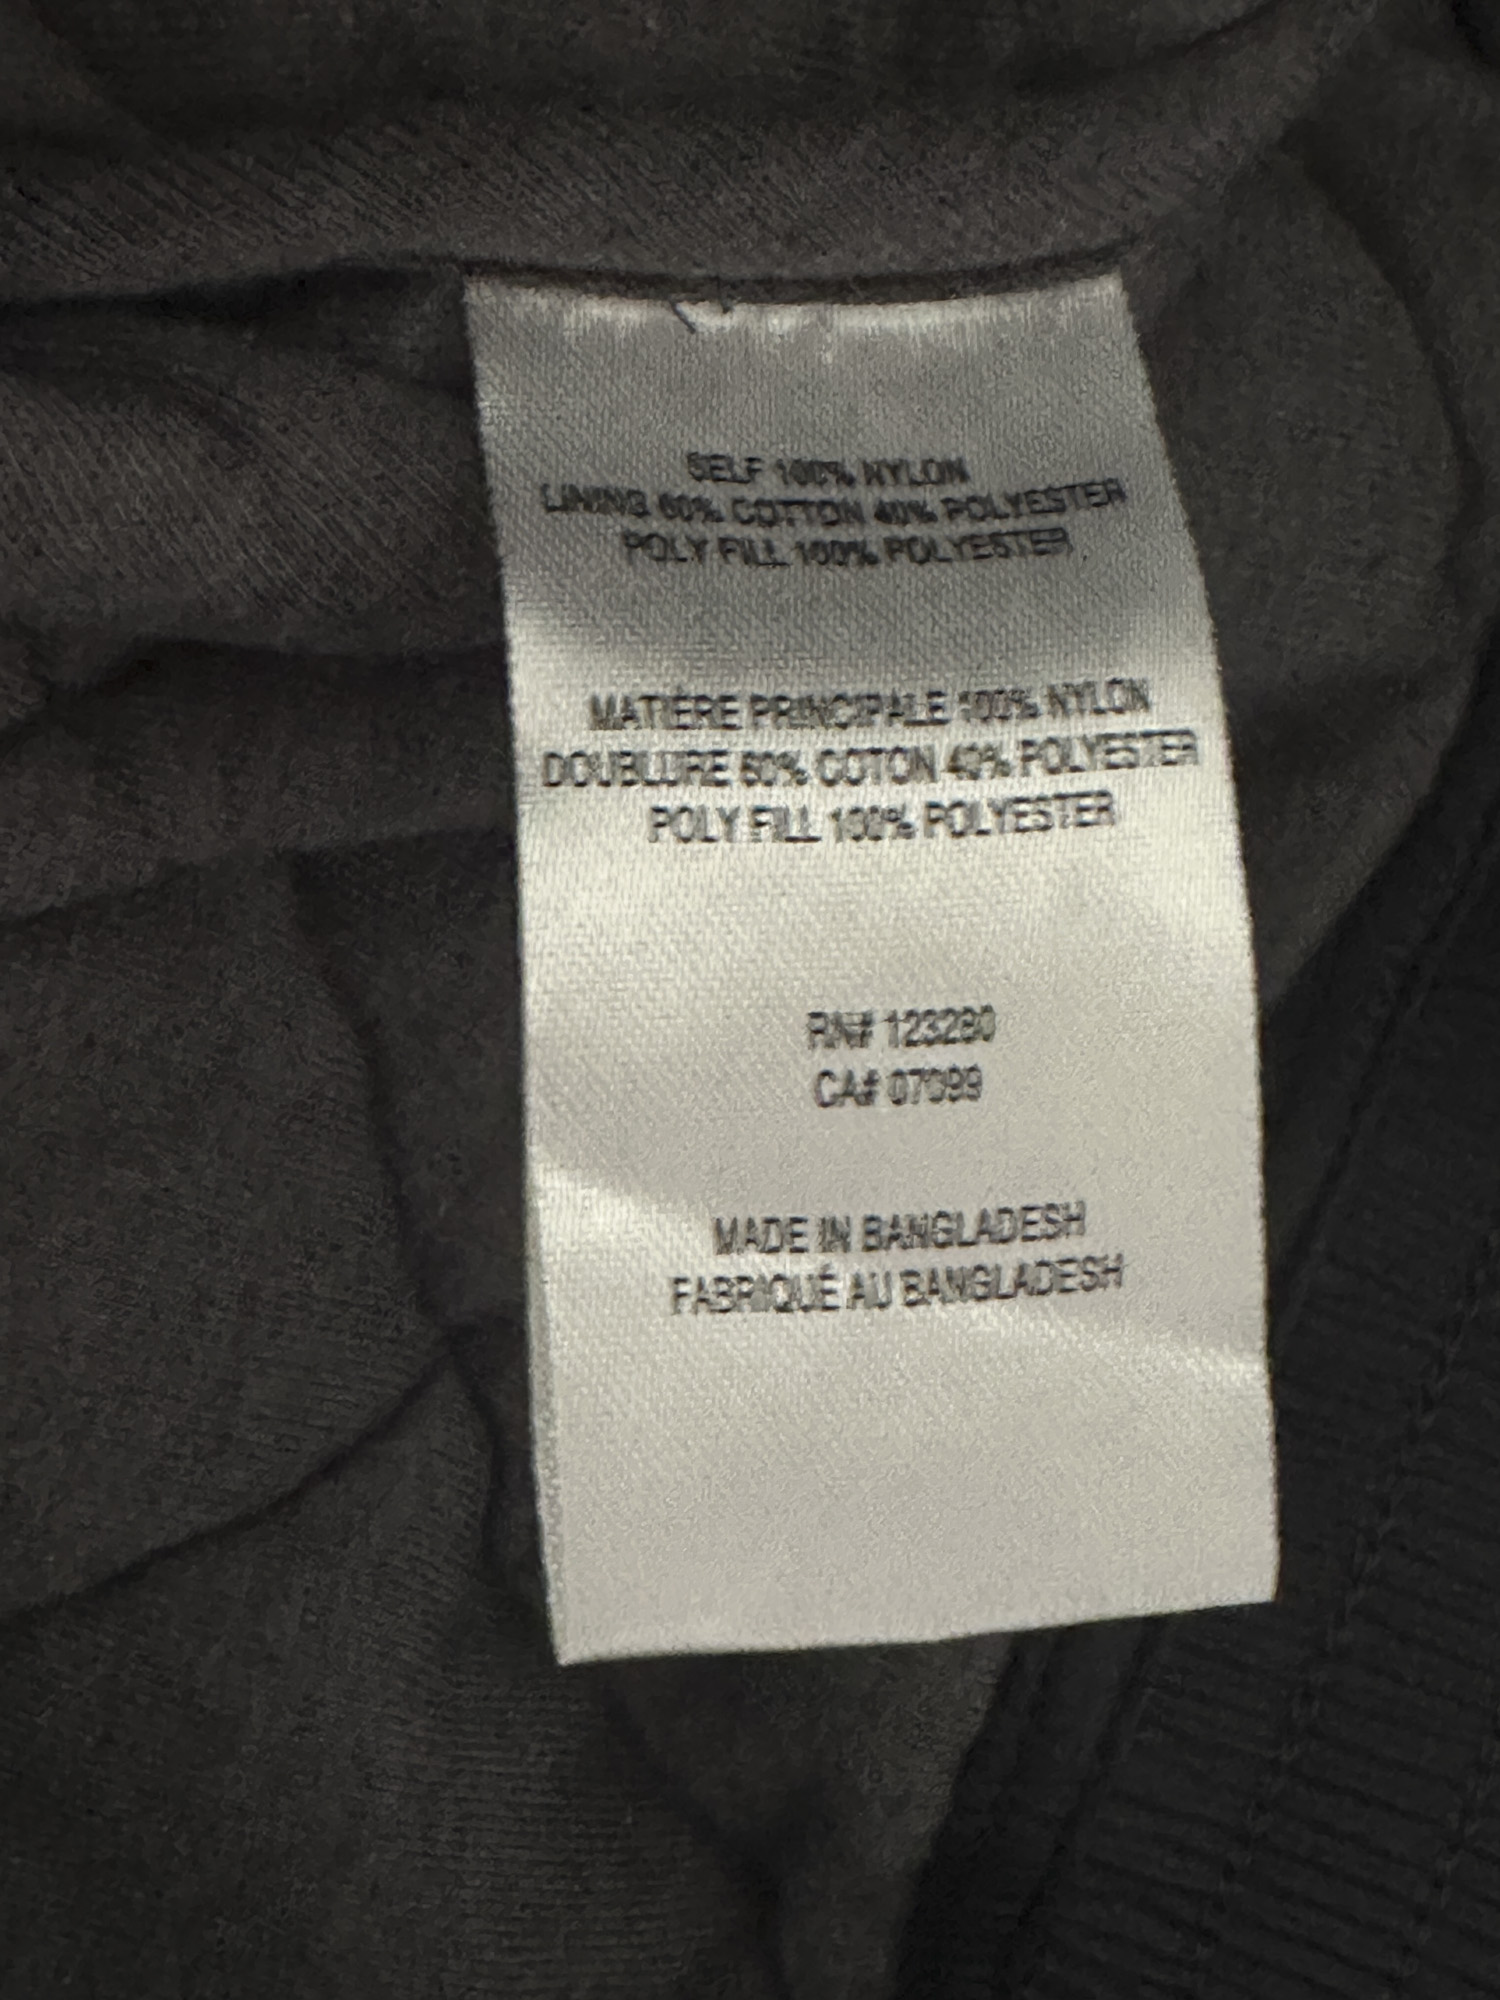 SELF 100% NYLON
LINING 60% COTTON 40% POLYESTER
POLY FILL 100% POLYESTER
MATIÈRE PRINCIPALE 100% NYLON
DOUBLURE 60% COTON 40% POLYESTER
POLY FILL 100% POLYESTER
RN# 123280
CA# 07099
MADE IN BANGLADESH
FABRIQUÉ AU BANGLADESH